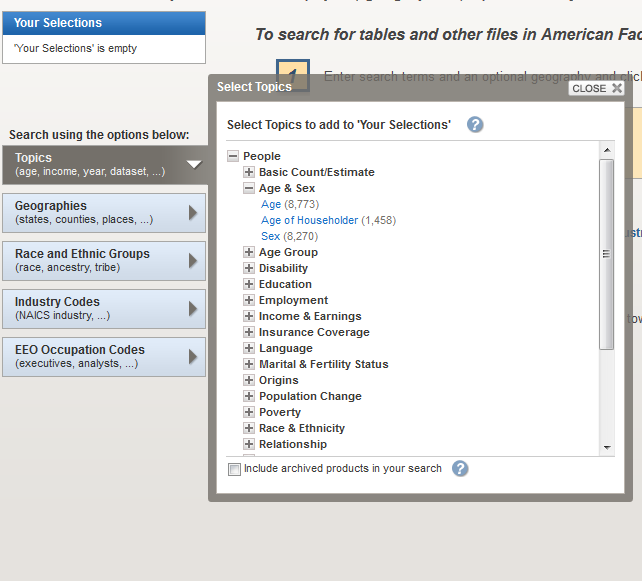 Your Selections
'Your Selections' is empty
To search for tables and other files in American Fac
1
Enter search terms and an optional geography and clic
Search using the options below:
Topics
(age, income, year, dataset, ...)
Geographies
(states, counties, places, ...)
Race and Ethnic Groups
(race, ancestry, tribe)
Industry Codes
(NAICS industry, ...)
EEO Occupation Codes
(executives, analysts, ...)
Select Topics
CLOSE
Select Topics to add to 'Your Selections'
?
People
Basic Count/Estimate
Age & Sex
Age (8,773)
Age of Householder (1,458)
Sex (8,270)
Age Group
Disability
Education
Employment
Income & Earnings
Insurance Coverage
Language
Marital & Fertility Status
Origins
Population Change
Poverty
Race & Ethnicity
Relationship
Include archived products in your search
?